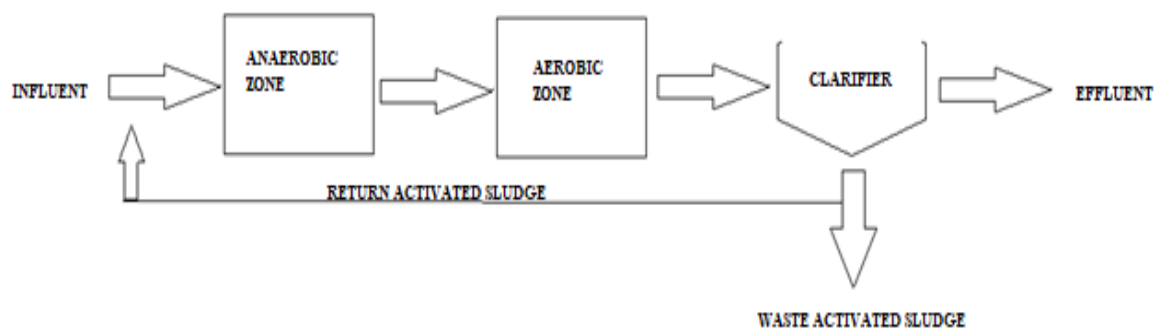 ANAEROBIC
ZONE
AEROBIC
ZONE
CLARIFIER
INFLUENT
EFFLUENT
RETURN ACTIVATED SLUDGE
WASTE ACTIVATED SLUDGE